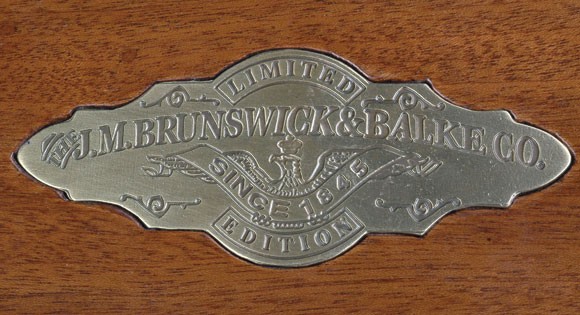 LIMITED
THE J.M. BRUNSWICK & BALKE CO.
SINCE 1845
EDITION